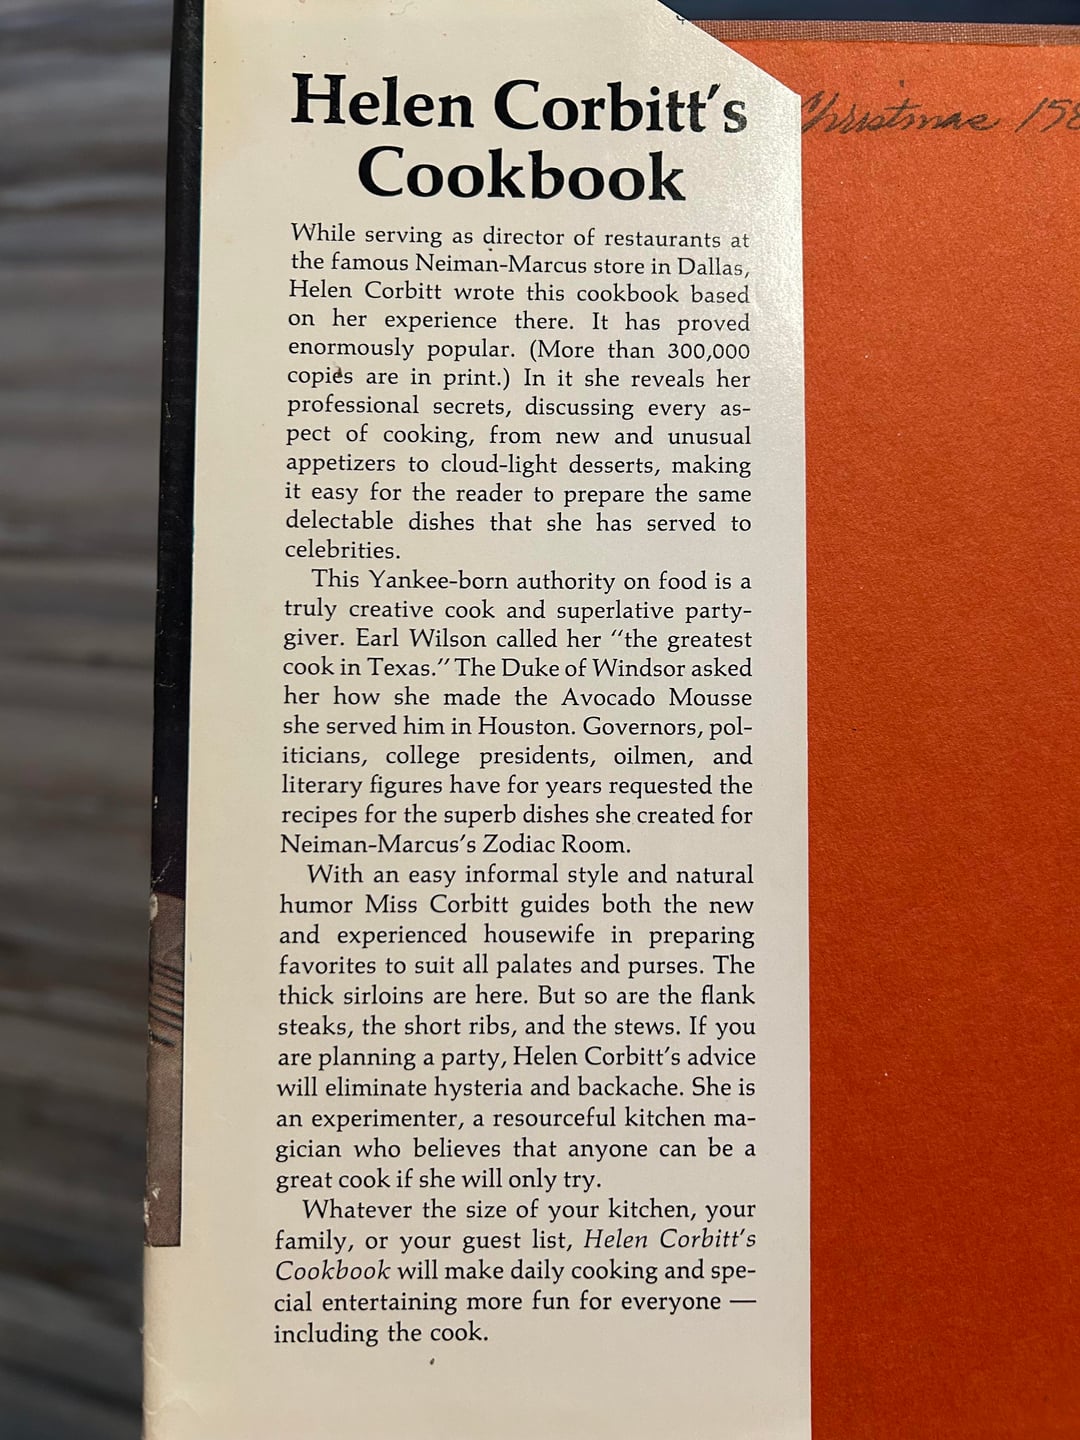 Helen Corbitt's
Cookbook
Christmas 198
While serving as director of restaurants at
the famous Neiman-Marcus store in Dallas,
Helen Corbitt wrote this cookbook based
on her experience there. It has proved
enormously popular. (More than 300,000
copies are in print.) In it she reveals her
professional secrets, discussing every as-
pect of cooking, from new and unusual
appetizers to cloud-light desserts, making
it easy for the reader to prepare the same
delectable dishes that she has served to
celebrities.
This Yankee-born authority on food is a
truly creative cook and superlative party-
giver. Earl Wilson called her "the greatest
cook in Texas." The Duke of Windsor asked
her how she made the Avocado Mousse
she served him in Houston. Governors, pol-
iticians, college presidents, oilmen, and
literary figures have for years requested the
recipes for the superb dishes she created for
Neiman-Marcus's Zodiac Room.
With an easy informal style and natural
humor Miss Corbitt guides both the new
and experienced housewife in preparing
favorites to suit all palates and purses. The
thick sirloins are here. But so are the flank
steaks, the short ribs, and the stews. If you
are planning a party, Helen Corbitt's advice
will eliminate hysteria and backache. She is
an experimenter, a resourceful kitchen ma-
gician who believes that anyone can be a
great cook if she will only try.
Whatever the size of your kitchen, your
family, or your guest list, Helen Corbitt's
Cookbook will make daily cooking and spe-
cial entertaining more fun for everyone —
including the cook.